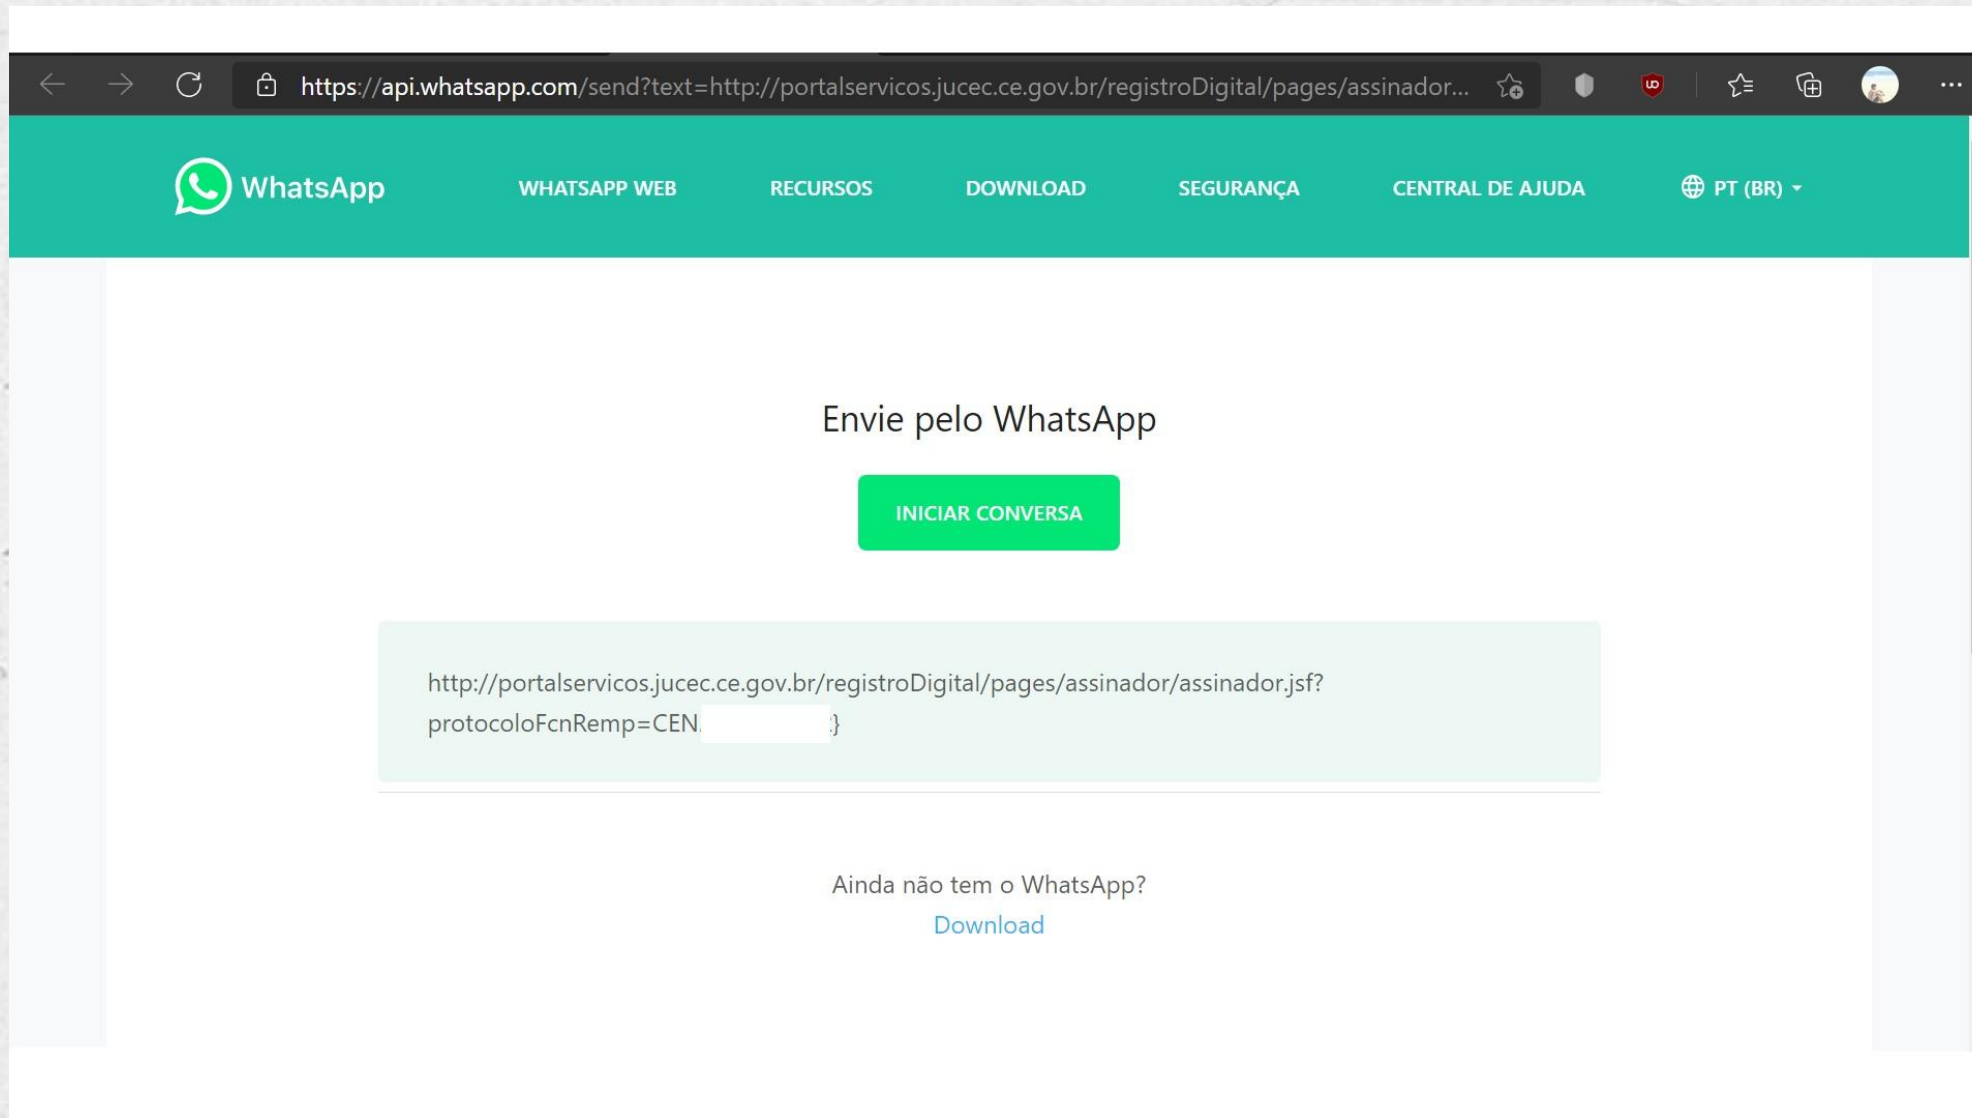 https://api.whatsapp.com/send?text=http://portalservicos.jucec.ce.gov.br/registroDigital/pages/assinador...
WhatsApp
WHATSAPP WEB
RECURSOS
DOWNLOAD
SEGURANÇA
CENTRAL DE AJUDA
PT (BR)
Envie pelo WhatsApp
INICIAR CONVERSA
http://portalservicos.jucec.ce.gov.br/registroDigital/pages/assinador/assinador.jsf?
protocoloFcnRemp=CEN }
Ainda não tem o WhatsApp?
Download